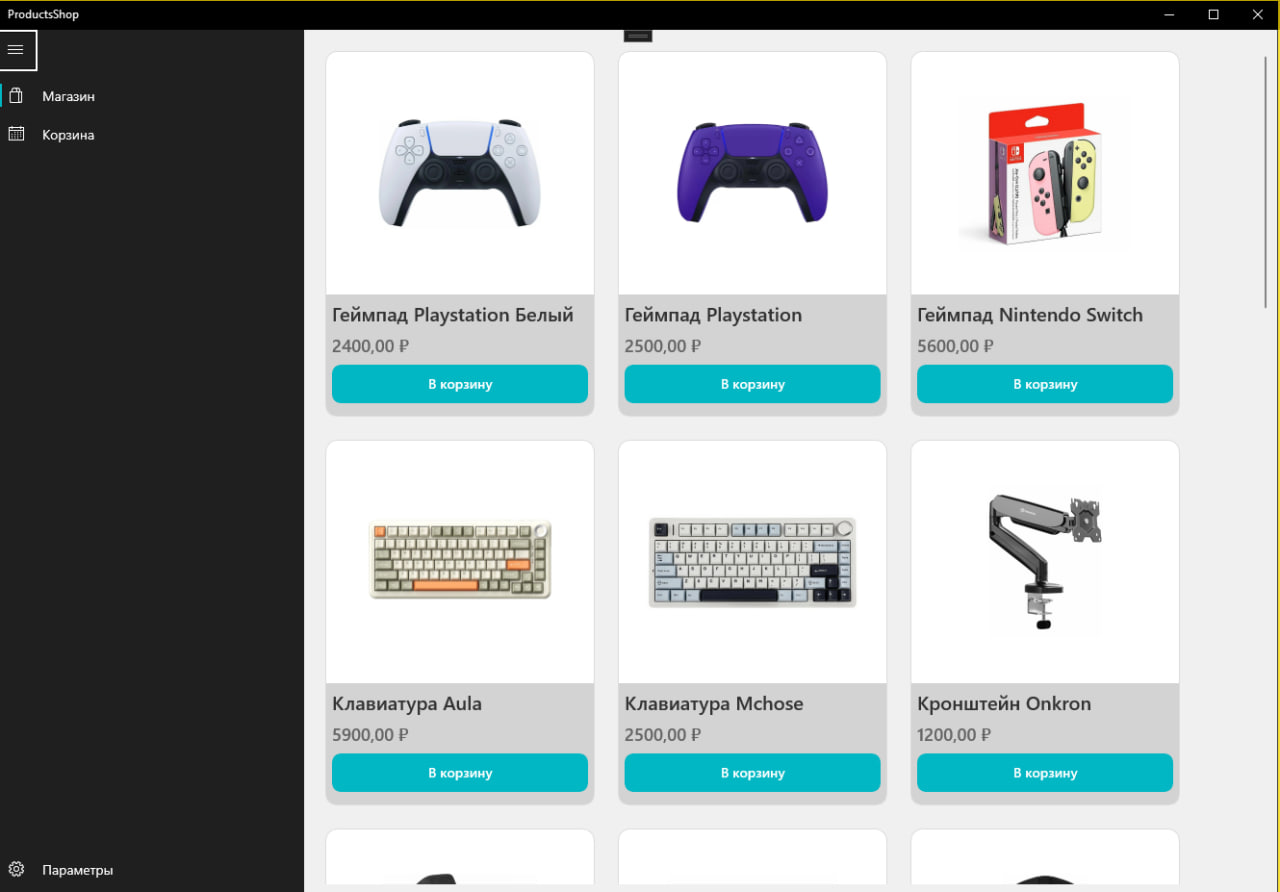 ProductsShop
Магазин
Корзина
Геймпад Playstation Белый
2400,00 ₽
В корзину
Геймпад Playstation
2500,00 ₽
В корзину
Геймпад Nintendo Switch
5600,00 ₽
В корзину
Клавиатура Aula
5900,00 ₽
В корзину
Клавиатура Mchose
2500,00 ₽
В корзину
Кронштейн Onkron
1200,00 ₽
В корзину
Параметры